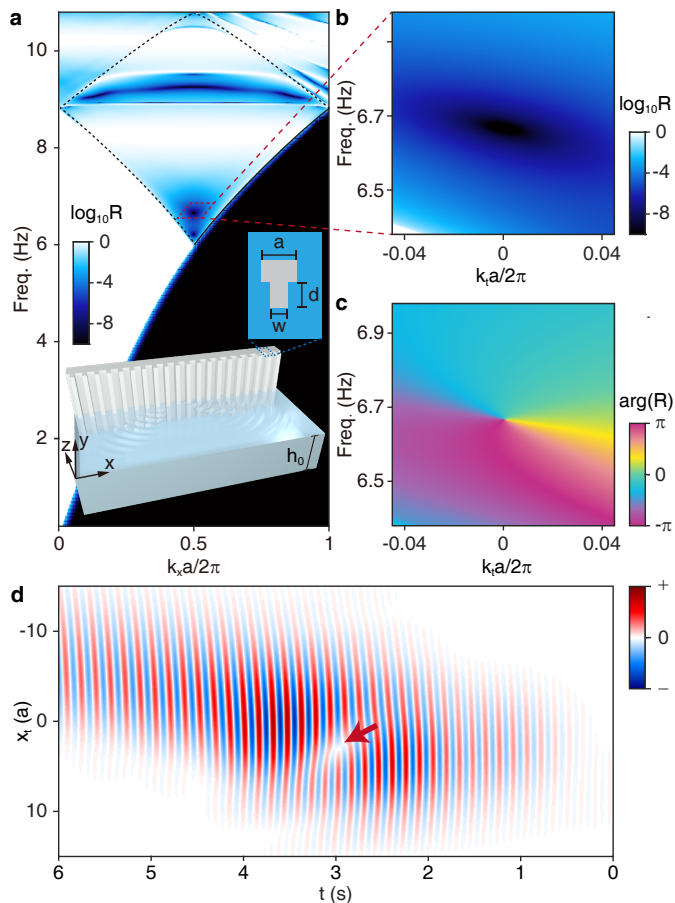 a
10
8
6
4
2
0
0.5
1
Freq. (Hz)
kₓa/2π
log₁₀R
0
-8
a
d
w
y
z
x
h₀
b
6.7
6.5
-0.04
0
0.04
Freq. (Hz)
kₜa/2π
log₁₀R
0
-8
c
6.9
6.7
6.5
-0.04
0
0.04
Freq. (Hz)
kₜa/2π
arg(R)
π
0
-π
d
-10
0
10
xₜ (a)
6
5
4
3
2
1
0
t (s)
+
0
−